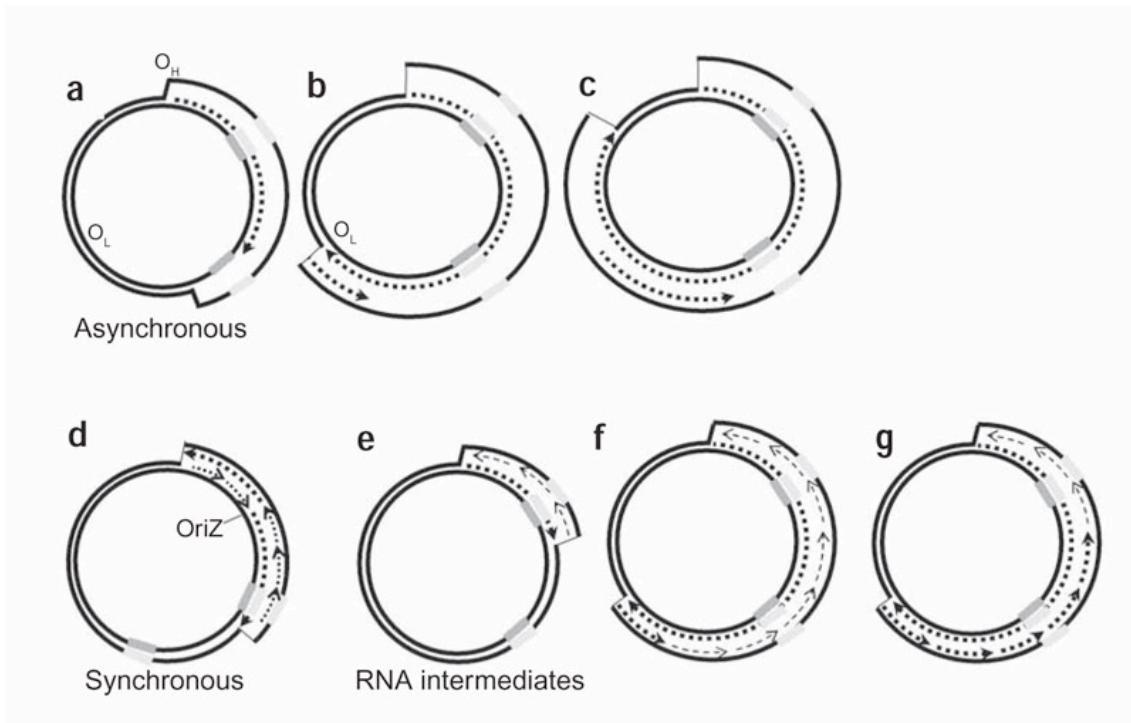 a
O_H
O_L
Asynchronous
b
O_L
c
d
OriZ
Synchronous
e
RNA intermediates
f
g